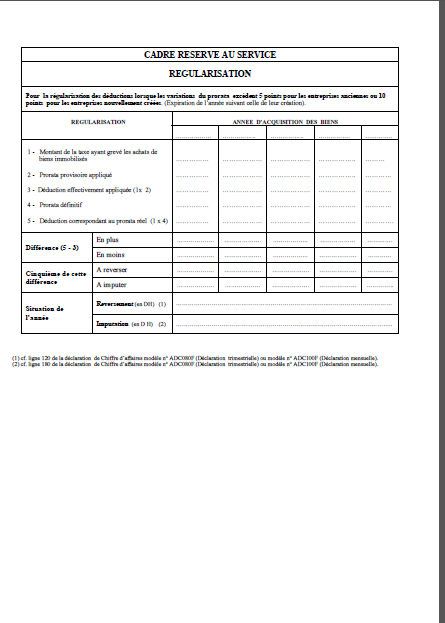 CADRE RESERVE AU SERVICE
REGULARISATION
Pour la régularisation des déductions lorsque les variations du prorata excédent 5 points pour les entreprises anciennes ou 10
points pour les entreprises nouvellement créées. (Expiration de l'année suivant celle de leur création).
REGULARISATION
ANNEE D'ACQUISITION DES BIENS
1 - Montant de la taxe ayant grevé les achats de
biens immobilisés
2 - Prorata provisoire appliqué
3 - Déduction effectivement appliquée (1x 2)
4 - Prorata définitif
5 - Déduction correspondant au prorata réel (1 x 4)
Différence (5 - 3)
En plus
En moins
Cinquième de cette
différence
A reverser
A imputer
Situation de
l'année
Reversement (en DH) (1)
Imputation (en D H) (2)
(1) cf. ligne 120 de la déclaration de Chiffre d'affaires modèle n° ADC080F (Déclaration trimestrielle) ou modèle n° ADC100F (Déclaration mensuelle).
(2) cf. ligne 180 de la déclaration de Chiffre d'affaires modèle n° ADC080F (Déclaration trimestrielle) ou modèle n° ADC100F (Déclaration mensuelle).